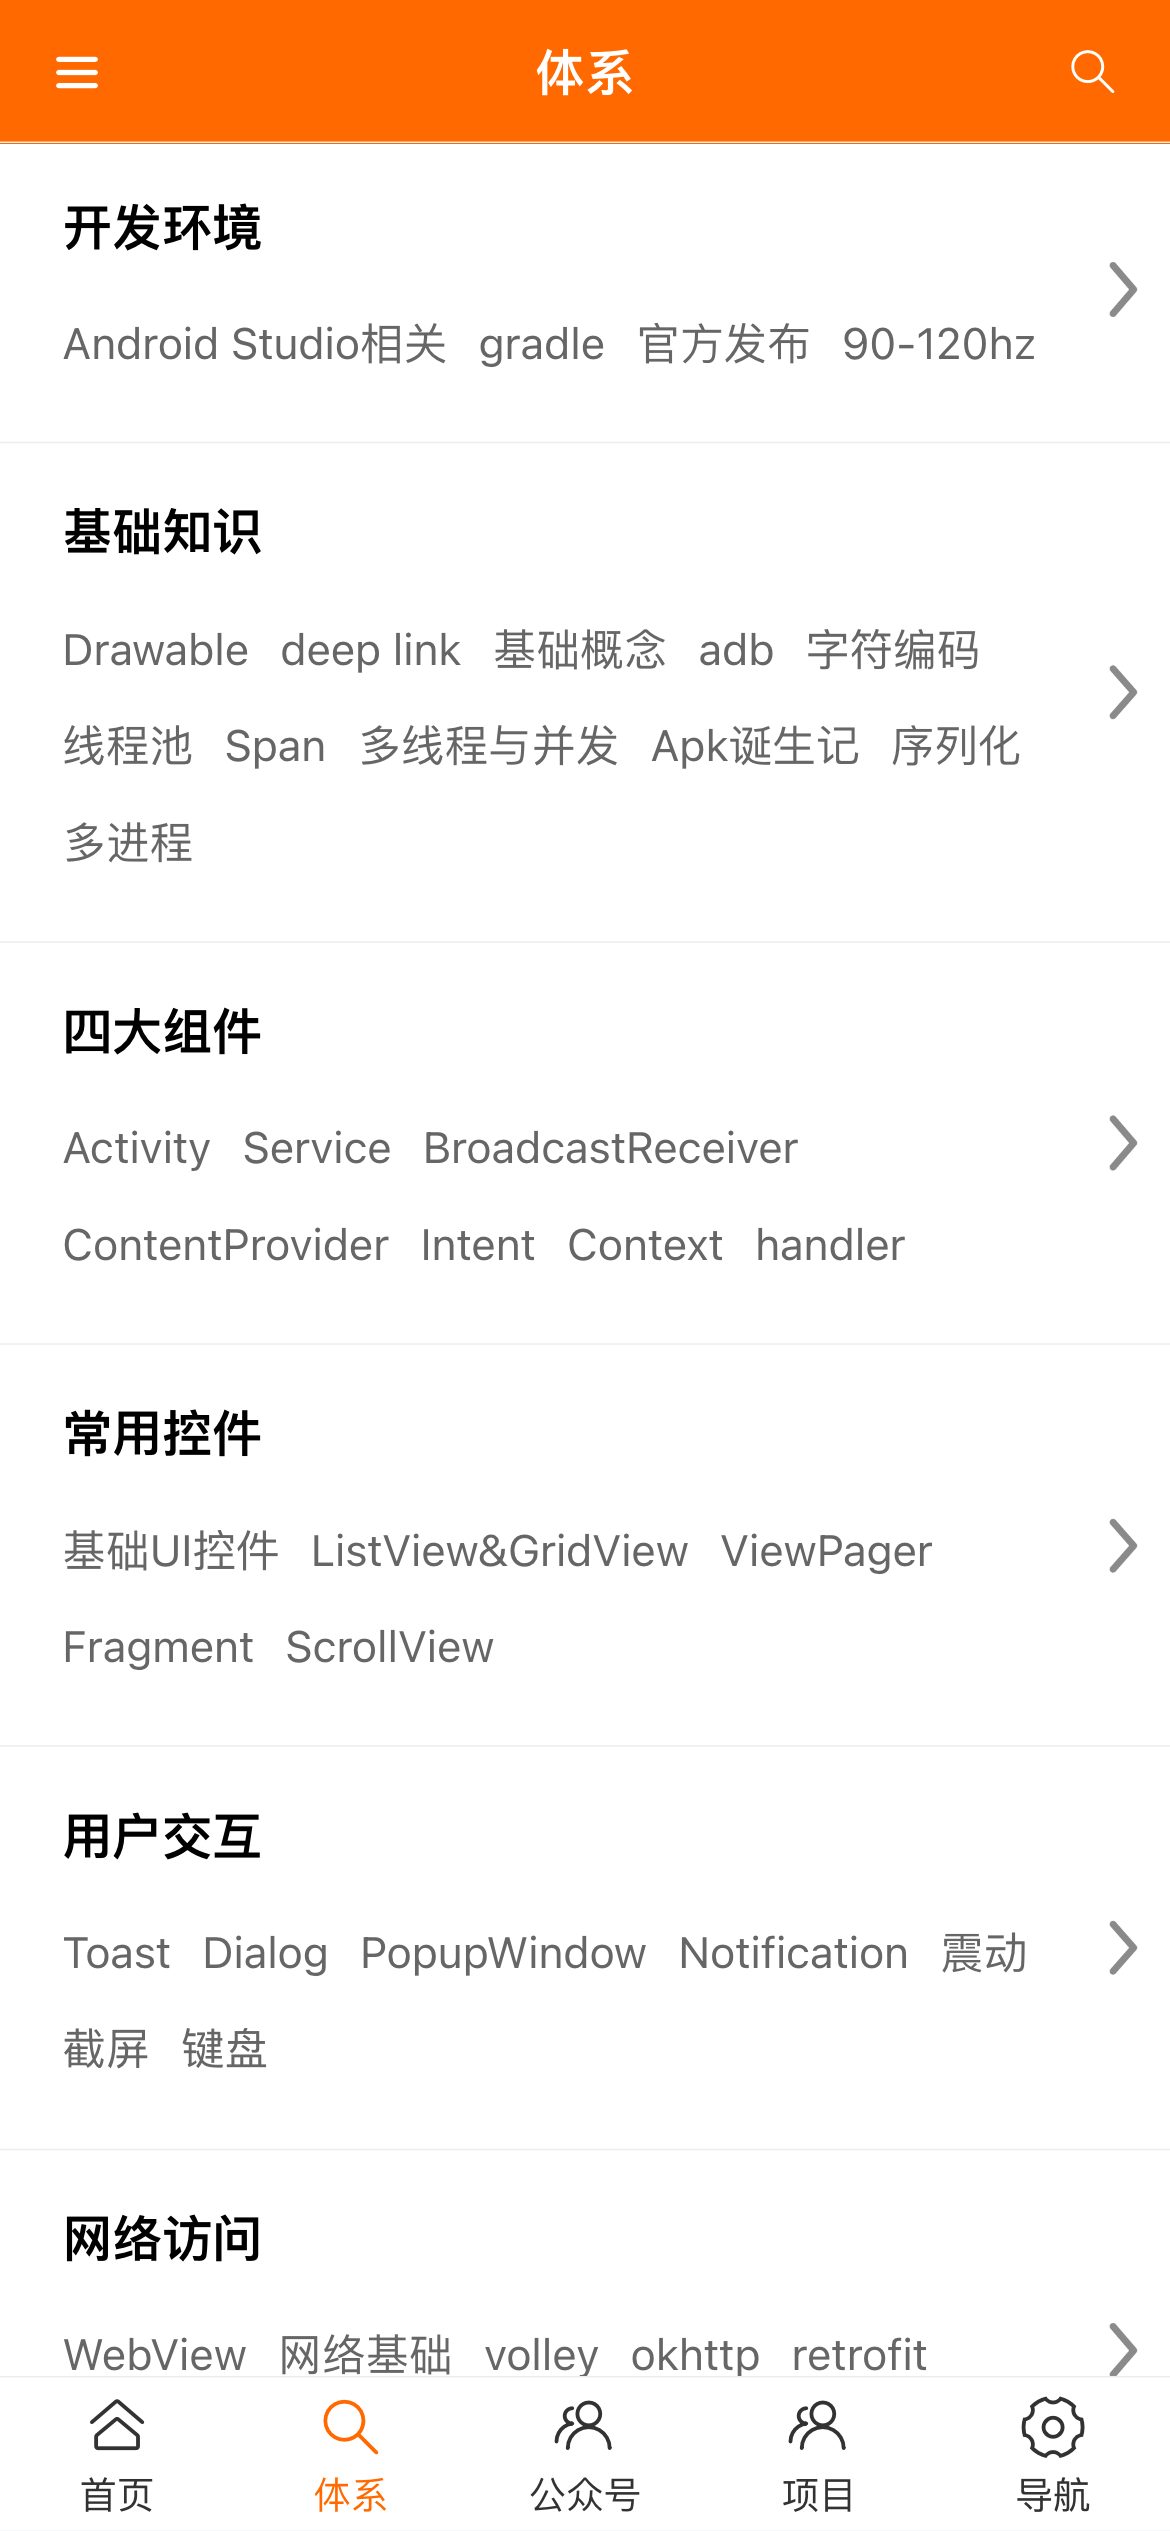 体系
开发环境
Android Studio相关 gradle 官方发布 90-120hz
基础知识
Drawable deep link 基础概念 adb 字符编码
线程池 Span 多线程与并发 Apk诞生记 序列化
多进程
四大组件
Activity Service BroadcastReceiver
ContentProvider Intent Context handler
常用控件
基础UI控件 ListView&GridView ViewPager
Fragment ScrollView
用户交互
Toast Dialog PopupWindow Notification 震动
截屏 键盘
网络访问
WebView 网络基础 volley okhttp retrofit
首页 体系 公众号 项目 导航